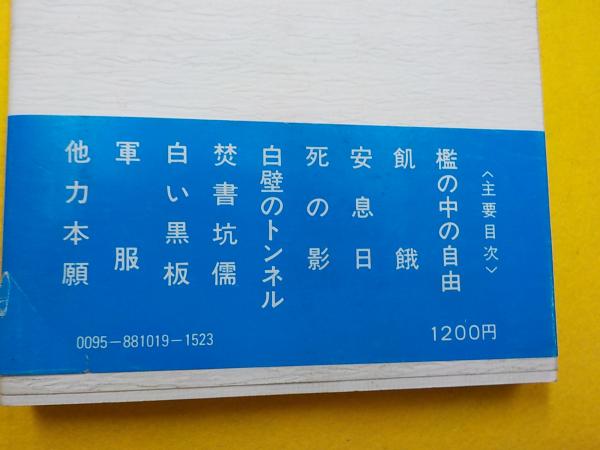 〈主要目次〉
檻の中の自由
飢餓
安息日
死の影
白壁のトンネル
焚書坑儒
白い黒板
軍服
他力本願
0095-881019-1523
1200円